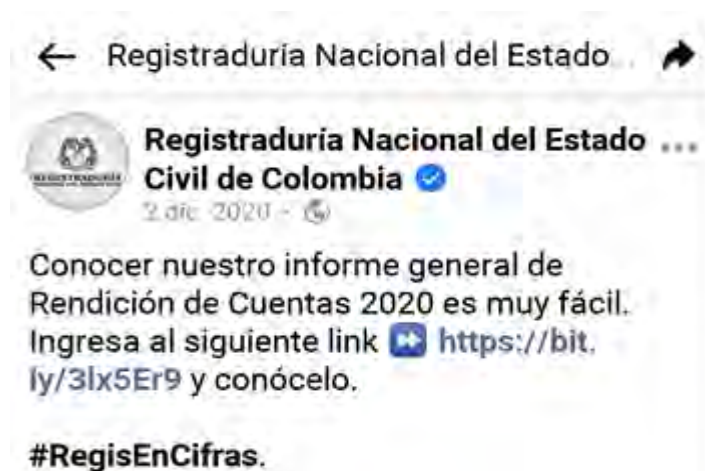 Registraduría Nacional del Estado...
Registraduría Nacional del Estado ...
Civil de Colombia
2 dic. 2020
Conocer nuestro informe general de
Rendición de Cuentas 2020 es muy fácil.
Ingresa al siguiente link https://bit.
ly/3lx5Er9 y conócelo.
#RegisEnCifras.